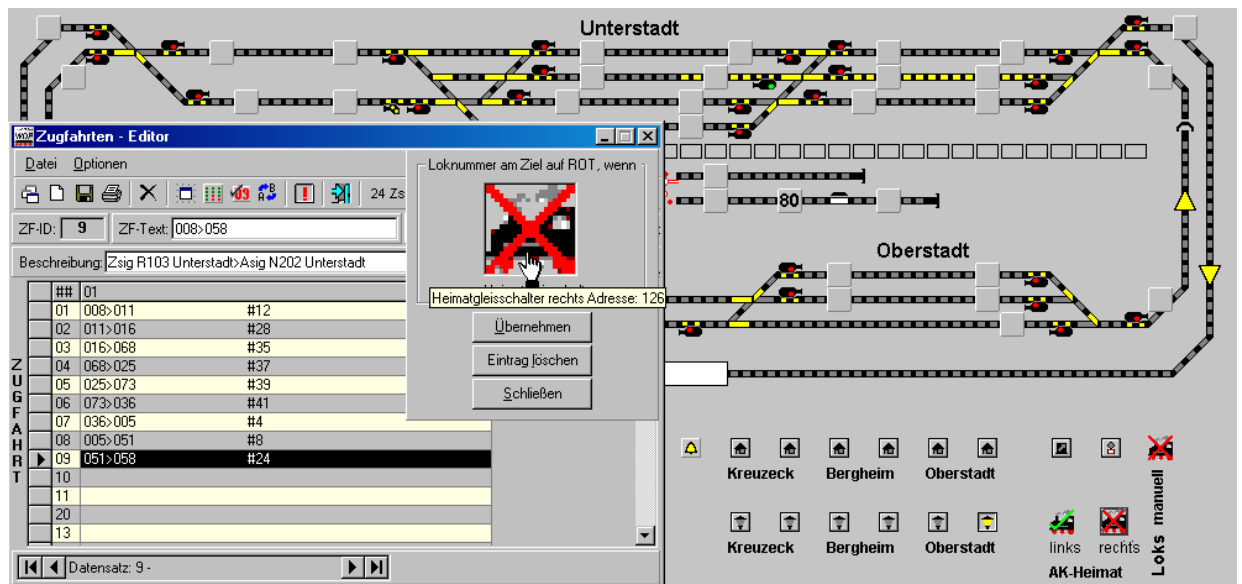 Unterstadt
Zugfahrten - Editor
Datei Optionen
24 Zs
ZF-ID: 9 ZF-Text: 008>058
Beschreibung: Zsig R103 Unterstadt>Asig N202 Unterstadt
Loknummer am Ziel auf ROT, wenn
Heimatgleisschalter rechts Adresse: 126
Übernehmen
Eintrag löschen
Schließen
## 01
01 008>011 #12
02 011>016 #28
03 016>068 #35
04 068>025 #37
05 025>073 #39
06 073>036 #41
07 036>005 #4
08 005>051 #8
09 051>058 #24
10
11
20
13
ZUGFAHRT
Datensatz: 9 -
80
Oberstadt
Kreuzeck Bergheim Oberstadt
Kreuzeck Bergheim Oberstadt
links rechts
AK-Heimat
Loks manuell